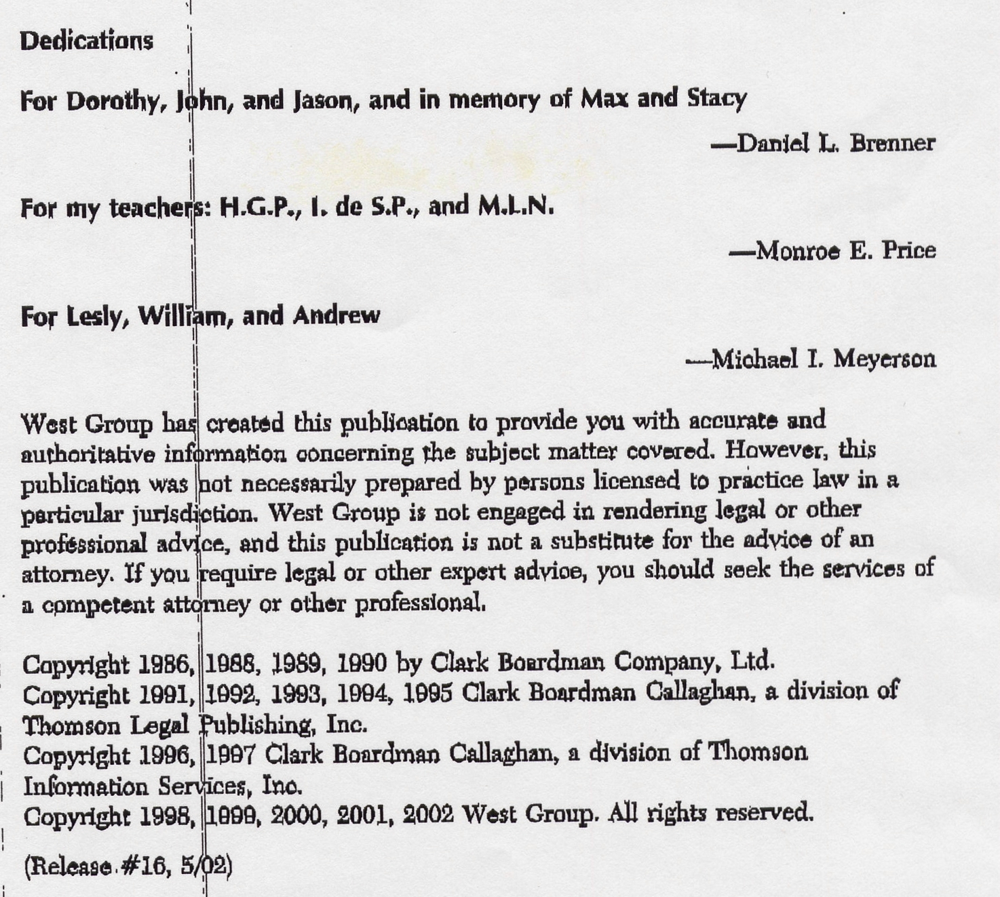 Dedications
For Dorothy, John, and Jason, and in memory of Max and Stacy
—Daniel L. Brenner
For my teachers: H.G.P., I. de S.P., and M.L.N.
—Monroe E. Price
For Lesly, William, and Andrew
—Michael I. Meyerson
West Group has created this publication to provide you with accurate and
authoritative information concerning the subject matter covered. However, this
publication was not necessarily prepared by persons licensed to practice law in a
particular jurisdiction. West Group is not engaged in rendering legal or other
professional advice, and this publication is not a substitute for the advice of an
attorney. If you require legal or other expert advice, you should seek the services of
a competent attorney or other professional.
Copyright 1986, 1988, 1989, 1990 by Clark Boardman Company, Ltd.
Copyright 1991, 1992, 1993, 1994, 1995 Clark Boardman Callaghan, a division of
Thomson Legal Publishing, Inc.
Copyright 1996, 1997 Clark Boardman Callaghan, a division of Thomson
Information Services, Inc.
Copyright 1998, 1999, 2000, 2001, 2002 West Group. All rights reserved.
(Release #16, 5/02)